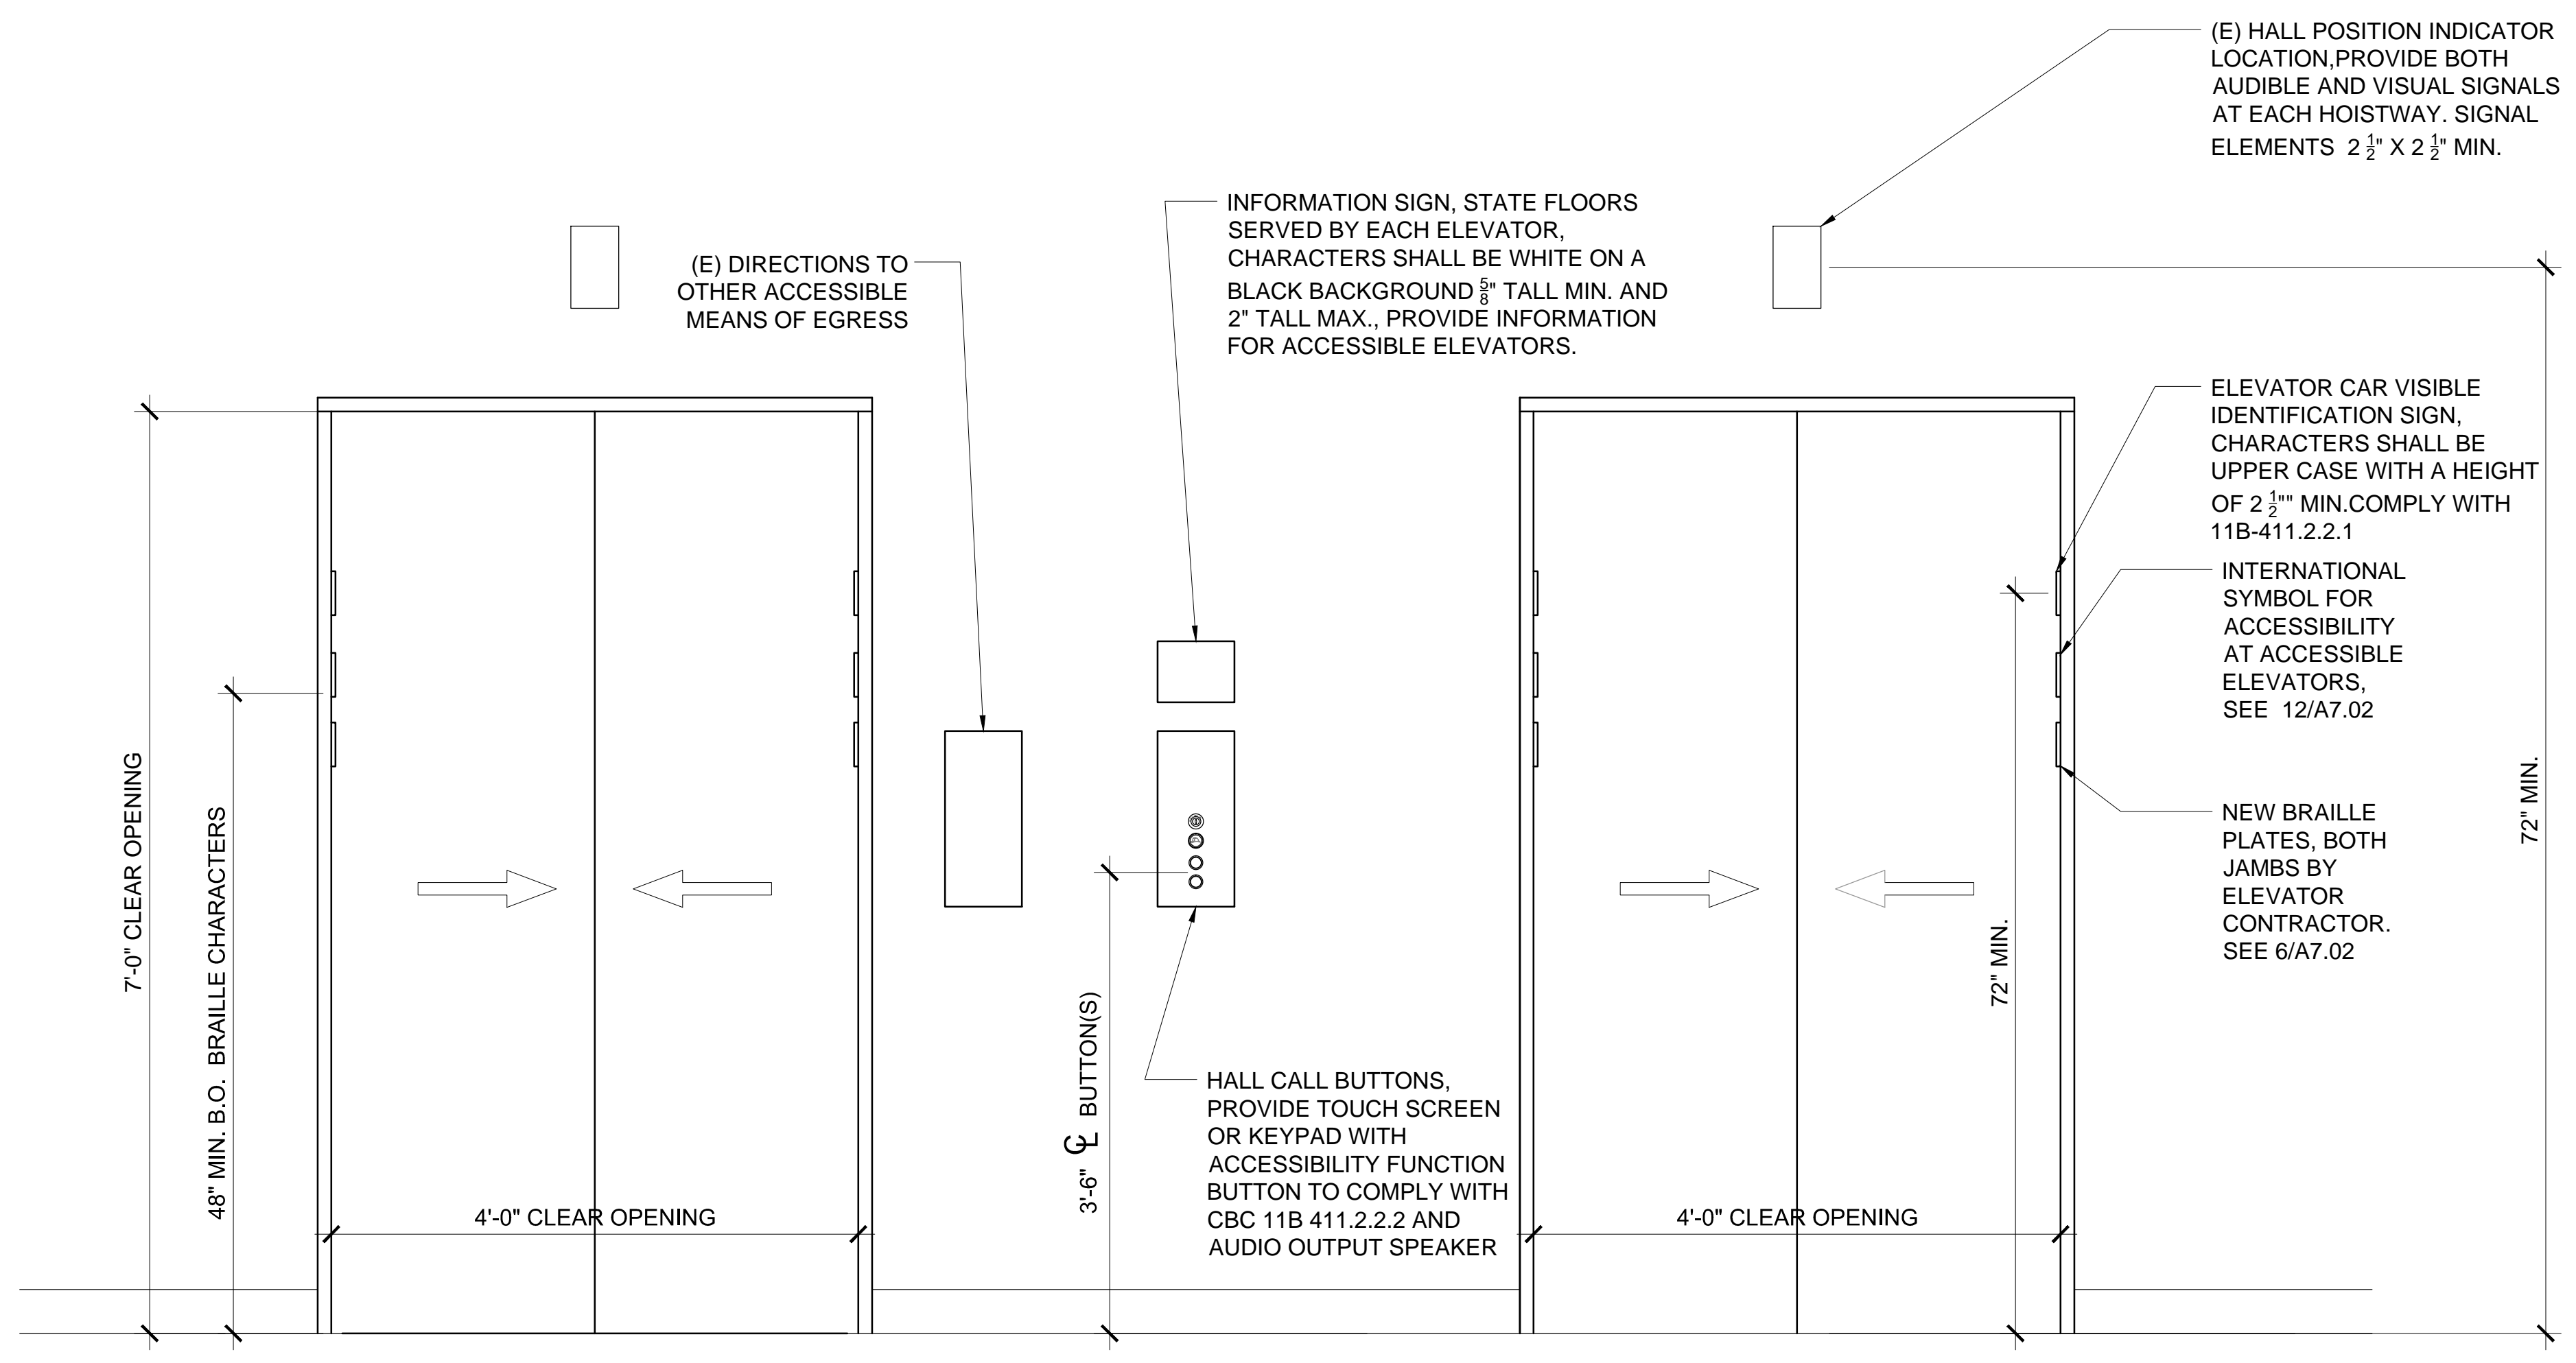 (E) HALL POSITION INDICATOR
LOCATION,PROVIDE BOTH
AUDIBLE AND VISUAL SIGNALS
AT EACH HOISTWAY. SIGNAL
ELEMENTS 2 1/2" X 2 1/2" MIN.
INFORMATION SIGN, STATE FLOORS
SERVED BY EACH ELEVATOR,
CHARACTERS SHALL BE WHITE ON A
BLACK BACKGROUND 5/8" TALL MIN. AND
2" TALL MAX., PROVIDE INFORMATION
FOR ACCESSIBLE ELEVATORS.
(E) DIRECTIONS TO
OTHER ACCESSIBLE
MEANS OF EGRESS
ELEVATOR CAR VISIBLE
IDENTIFICATION SIGN,
CHARACTERS SHALL BE
UPPER CASE WITH A HEIGHT
OF 2 1/2"" MIN.COMPLY WITH
11B-411.2.2.1
INTERNATIONAL
SYMBOL FOR
ACCESSIBILITY
AT ACCESSIBLE
ELEVATORS,
SEE 12/A7.02
NEW BRAILLE
PLATES, BOTH
JAMBS BY
ELEVATOR
CONTRACTOR.
SEE 6/A7.02
7'-0" CLEAR OPENING
48" MIN. B.O. BRAILLE CHARACTERS
3'-6" ℄ BUTTON(S)
72" MIN.
72" MIN.
HALL CALL BUTTONS,
PROVIDE TOUCH SCREEN
OR KEYPAD WITH
ACCESSIBILITY FUNCTION
BUTTON TO COMPLY WITH
CBC 11B 411.2.2.2 AND
AUDIO OUTPUT SPEAKER
4'-0" CLEAR OPENING
4'-0" CLEAR OPENING